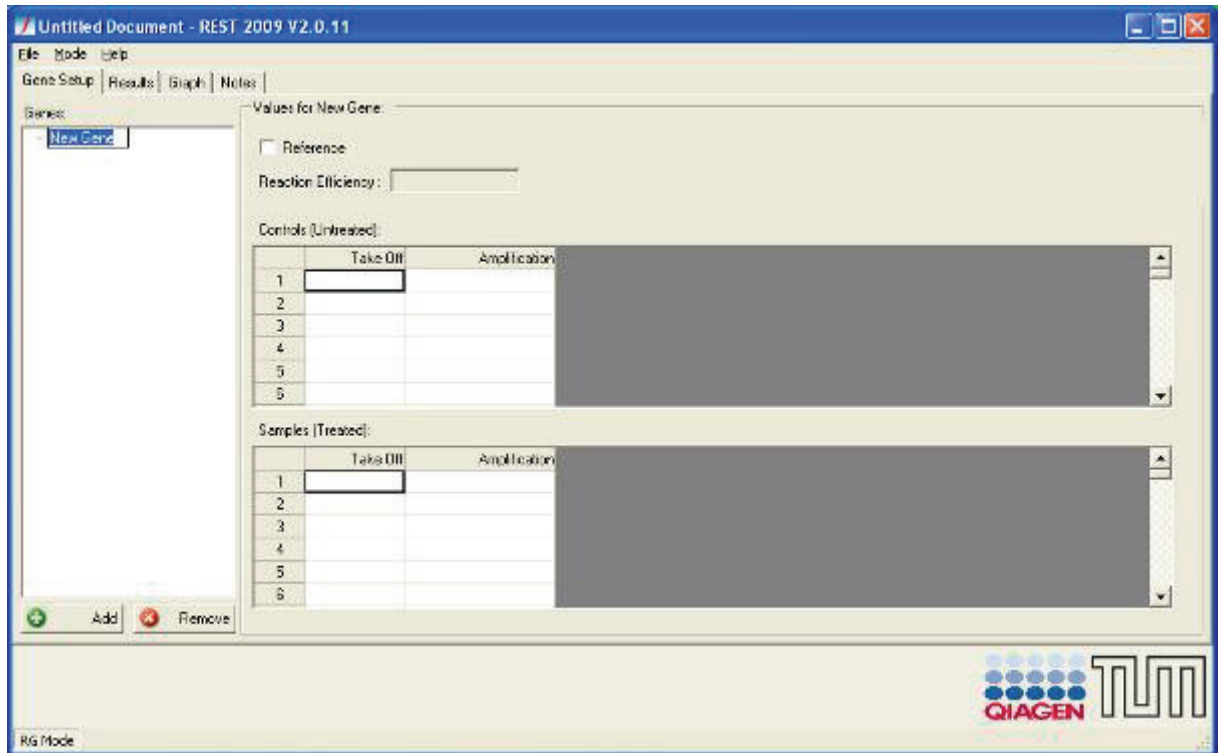 Untitled Document - REST 2009 V2.0.11
File Mode Help
Gene Setup Results Graph Notes
Genes:
New Gene
Values for New Gene:
Reference
Reaction Efficiency :
Controls (Untreated):
Take Off Amplification
1
2
3
4
5
6
Samples (Treated):
Take Off Amplification
1
2
3
4
5
6
Add Remove
QIAGEN TUM
RG Mode